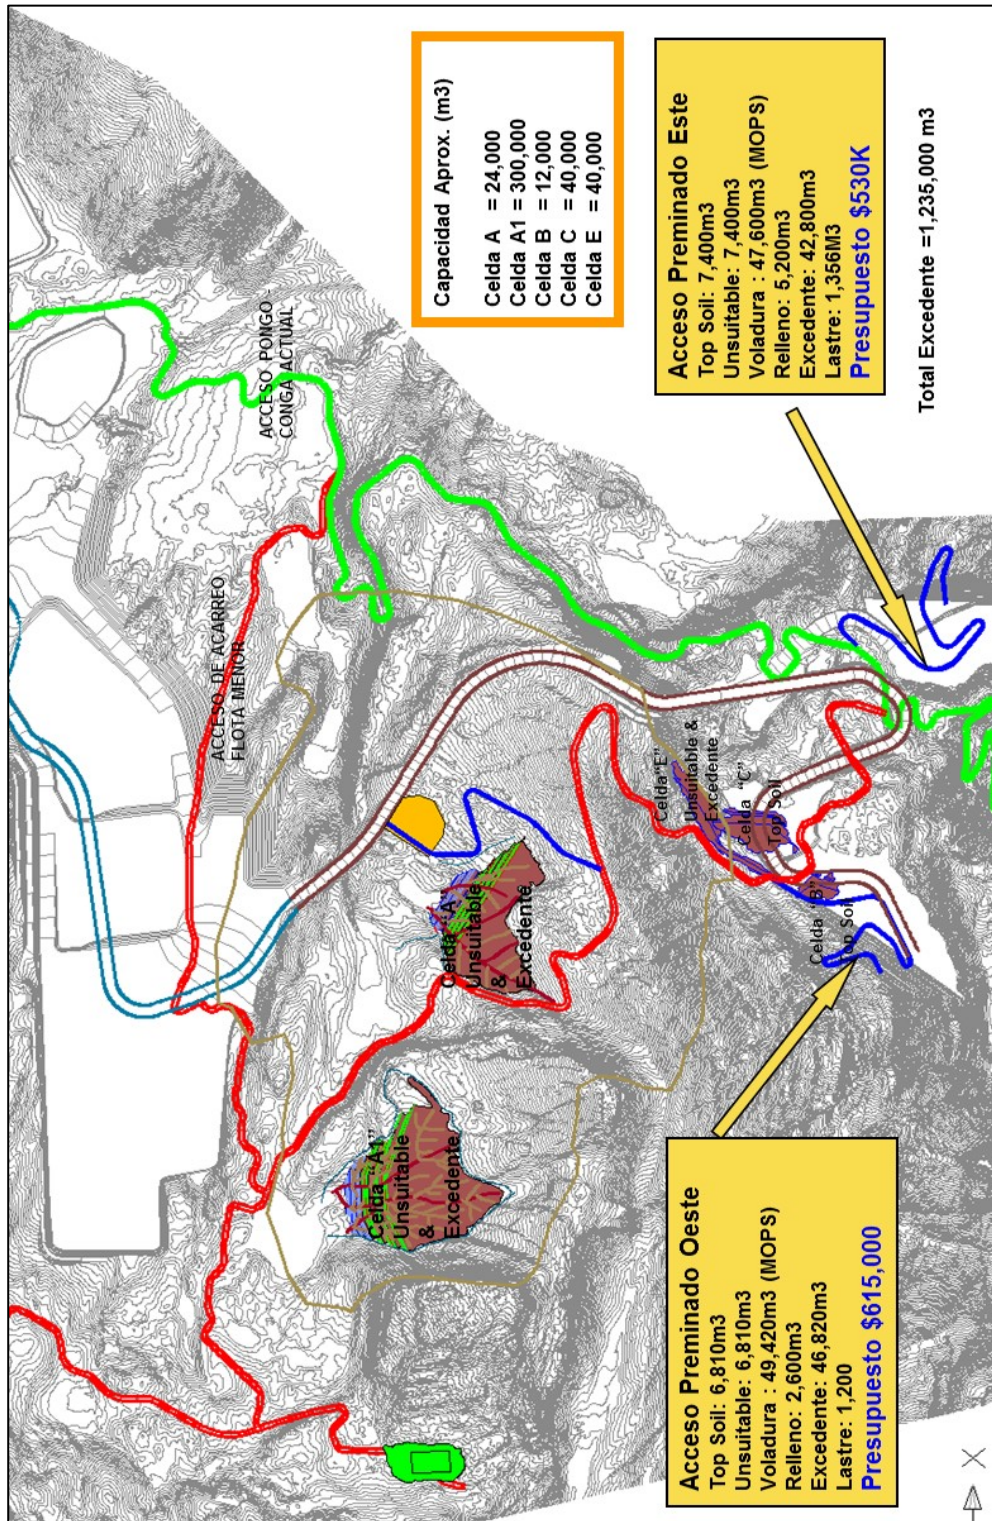 ACCESO PONGO -
CONGA ACTUAL
ACCESO DE ACARREO
FLOTA MENOR
Capacidad Aprox. (m3)
Celda A = 24,000
Celda A1 = 300,000
Celda B = 12,000
Celda C = 40,000
Celda E = 40,000
Celda "A1"
Unsuitable
&
Excedente
Celda "A"
Unsuitable
&
Excedente
Celda"E"
Unsuitable &
Excedente
Celda "C"
Top Soil
Celda "B"
Top Soil
Acceso Preminado Oeste
Top Soil: 6,810m3
Unsuitable: 6,810m3
Voladura : 49,420m3 (MOPS)
Relleno: 2,600m3
Excedente: 46,820m3
Lastre: 1,200
Presupuesto $615,000
Acceso Preminado Este
Top Soil: 7,400m3
Unsuitable: 7,400m3
Voladura : 47,600m3 (MOPS)
Relleno: 5,200m3
Excedente: 42,800m3
Lastre: 1,356M3
Presupuesto $530K
Total Excedente =1,235,000 m3
X